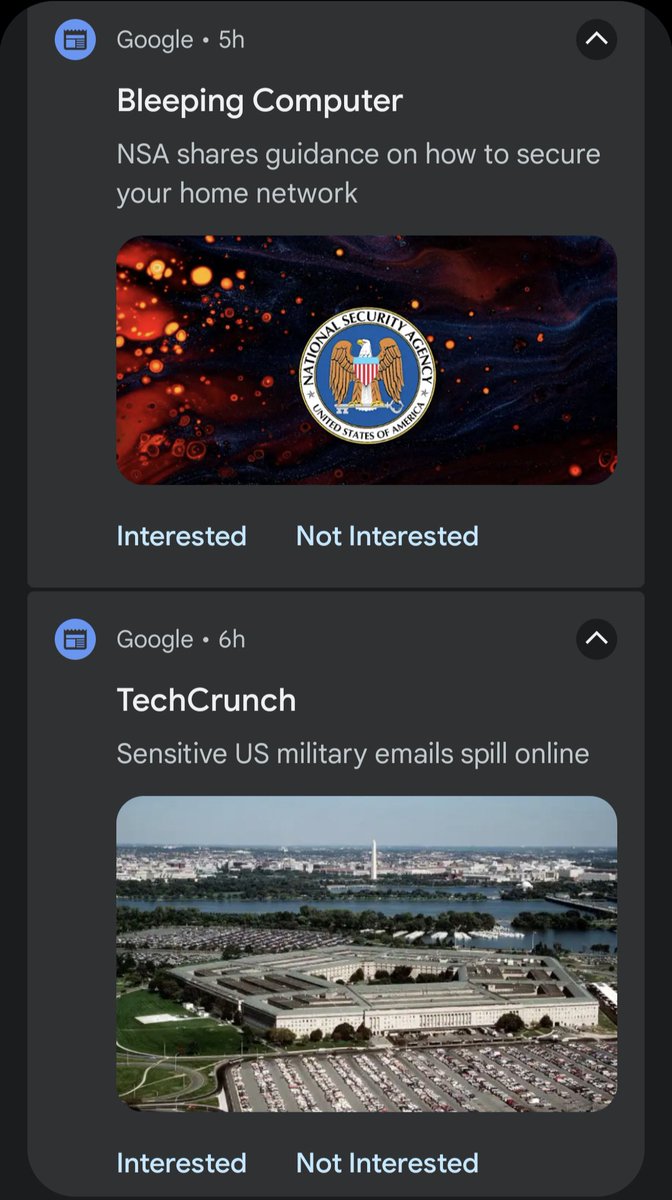 Google • 5h
Bleeping Computer
NSA shares guidance on how to secure
your home network
NATIONAL SECURITY AGENCY
UNITED STATES OF AMERICA
Interested Not Interested
Google • 6h
TechCrunch
Sensitive US military emails spill online
Interested Not Interested